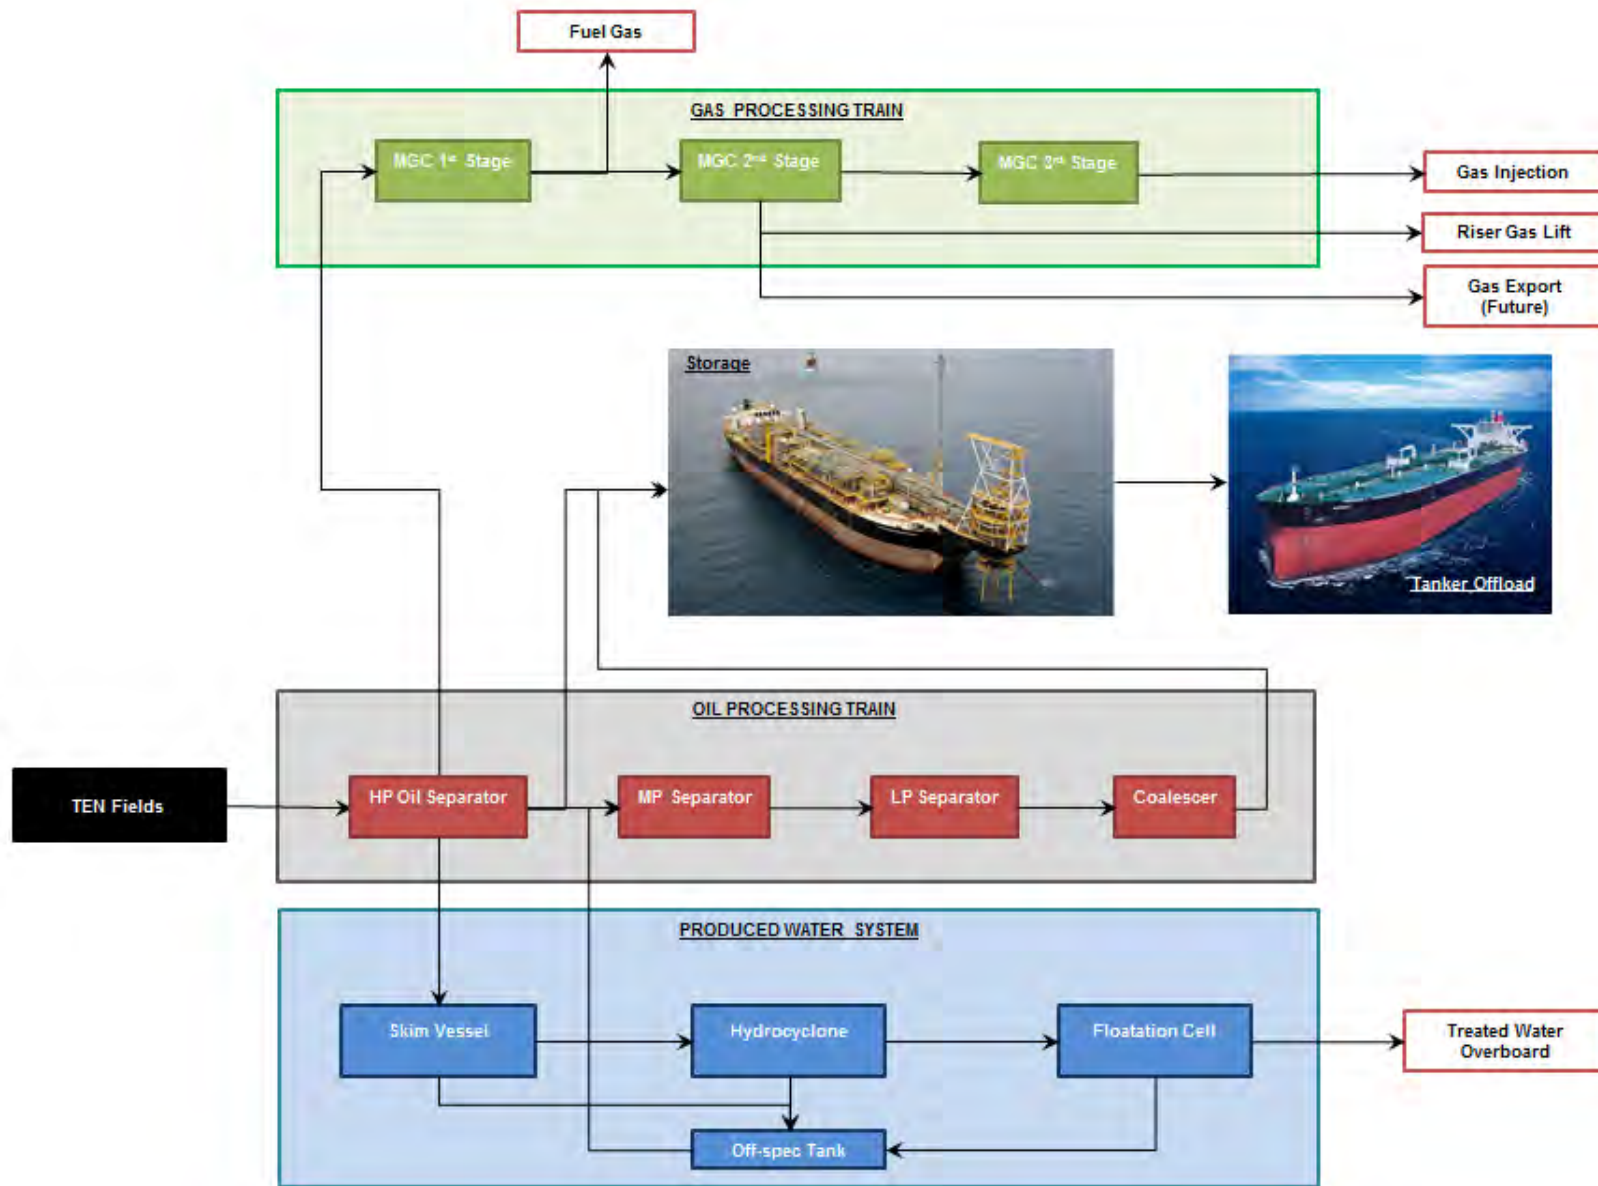 Fuel Gas
GAS PROCESSING TRAIN
MGC 1st Stage
MGC 2nd Stage
MGC 3rd Stage
Gas Injection
Riser Gas Lift
Gas Export
(Future)
Storage
Tanker Offload
OIL PROCESSING TRAIN
TEN Fields
HP Oil Separator
MP Separator
LP Separator
Coalescer
PRODUCED WATER SYSTEM
Skim Vessel
Hydrocyclone
Floatation Cell
Treated Water
Overboard
Off-spec Tank